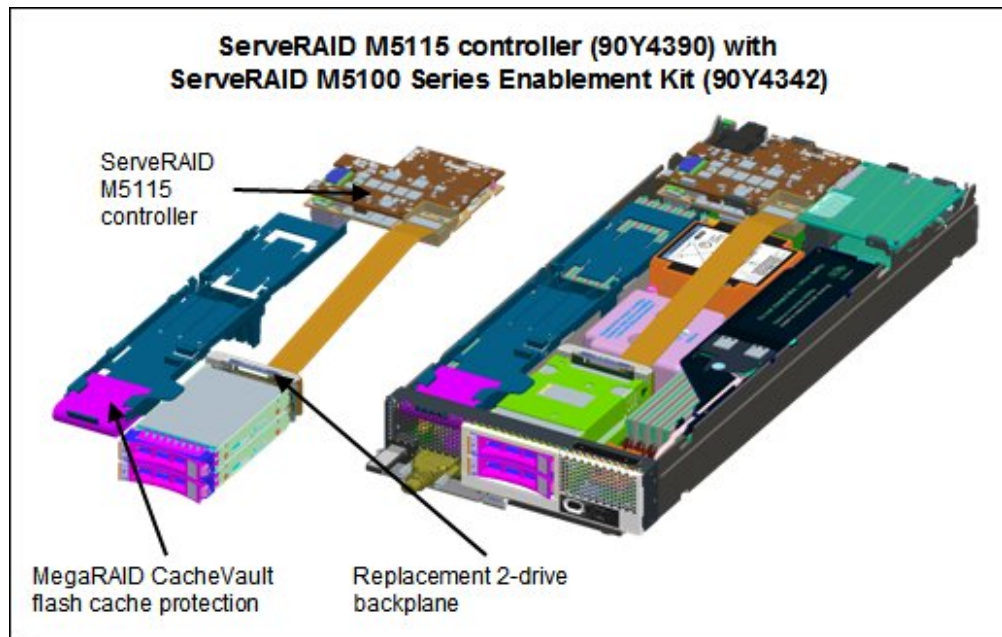 ServeRAID M5115 controller (90Y4390) with
ServeRAID M5100 Series Enablement Kit (90Y4342)
ServeRAID
M5115
controller
MegaRAID CacheVault
flash cache protection
Replacement 2-drive
backplane